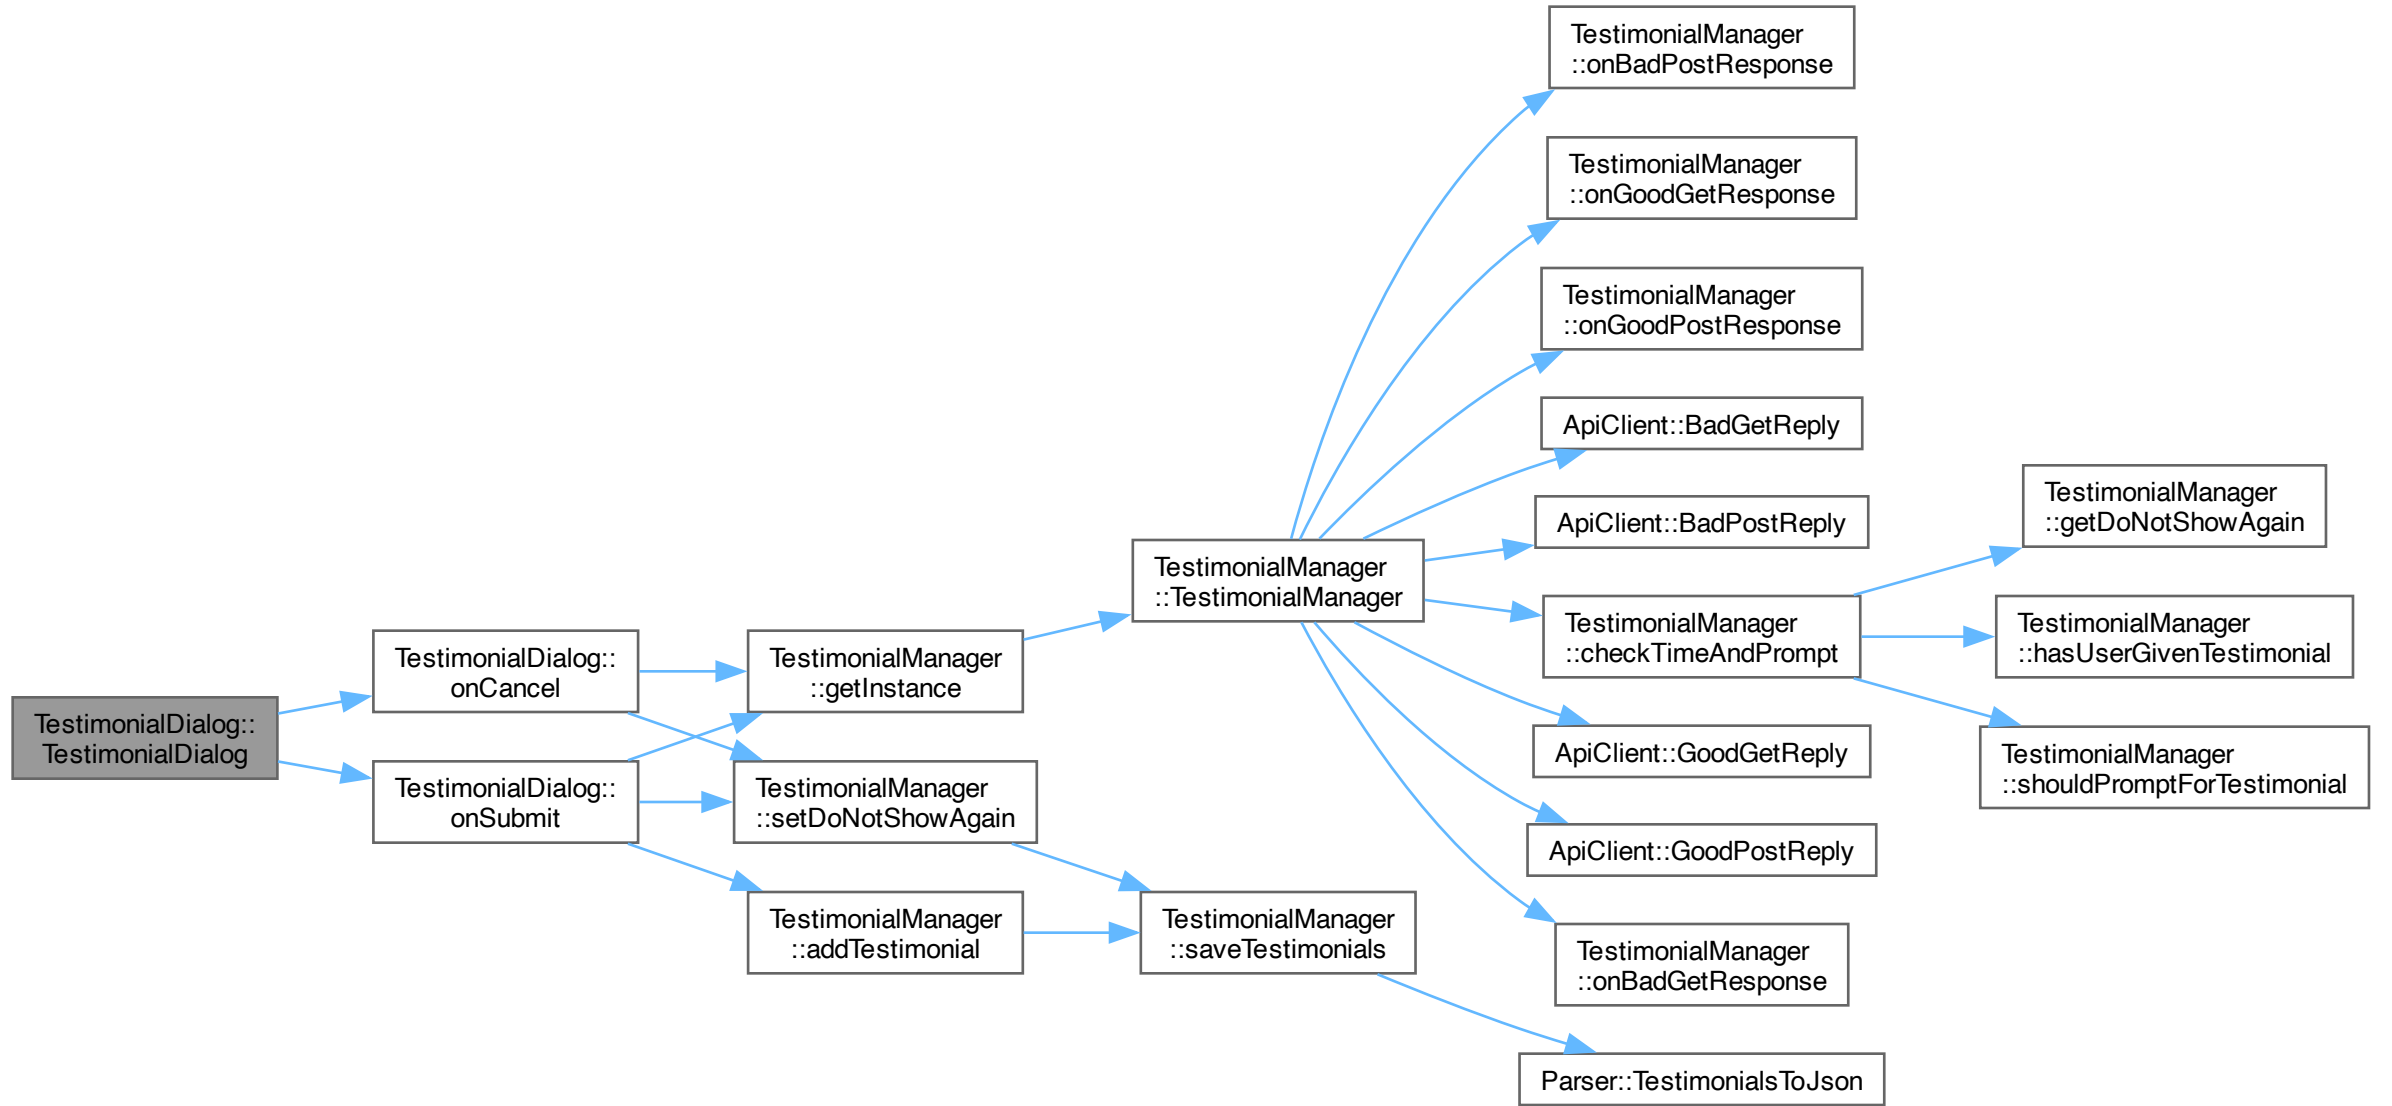 TestimonialDialog::
TestimonialDialog
TestimonialDialog::
onCancel
TestimonialDialog::
onSubmit
TestimonialManager
::getInstance
TestimonialManager
::setDoNotShowAgain
TestimonialManager
::addTestimonial
TestimonialManager
::TestimonialManager
TestimonialManager
::saveTestimonials
TestimonialManager
::onBadPostResponse
TestimonialManager
::onGoodGetResponse
TestimonialManager
::onGoodPostResponse
ApiClient::BadGetReply
ApiClient::BadPostReply
TestimonialManager
::checkTimeAndPrompt
ApiClient::GoodGetReply
ApiClient::GoodPostReply
TestimonialManager
::onBadGetResponse
Parser::TestimonialsToJson
TestimonialManager
::getDoNotShowAgain
TestimonialManager
::hasUserGivenTestimonial
TestimonialManager
::shouldPromptForTestimonial